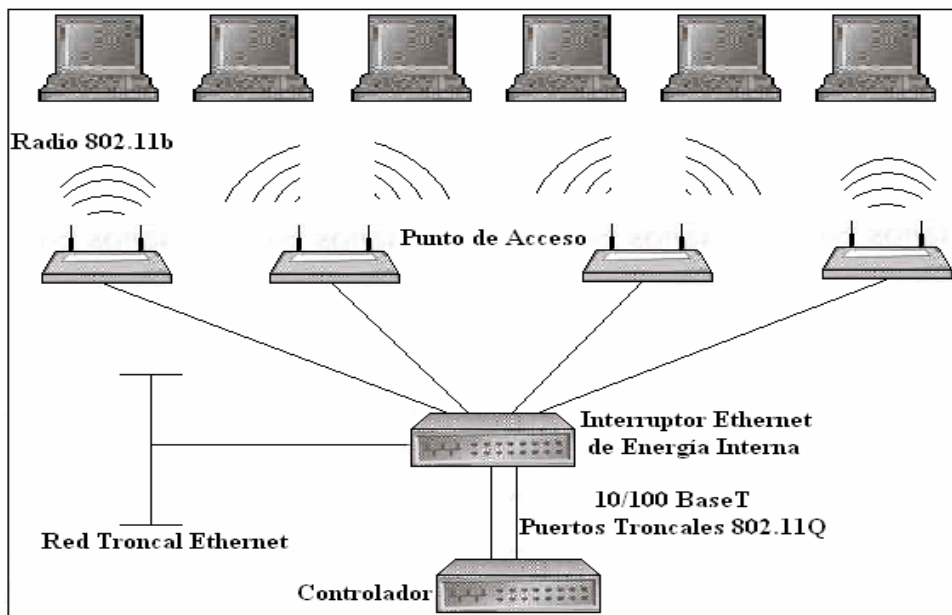 Radio 802.11b
Punto de Acceso
Interruptor Ethernet
de Energía Interna
10/100 BaseT
Puertos Troncales 802.11Q
Red Troncal Ethernet
Controlador